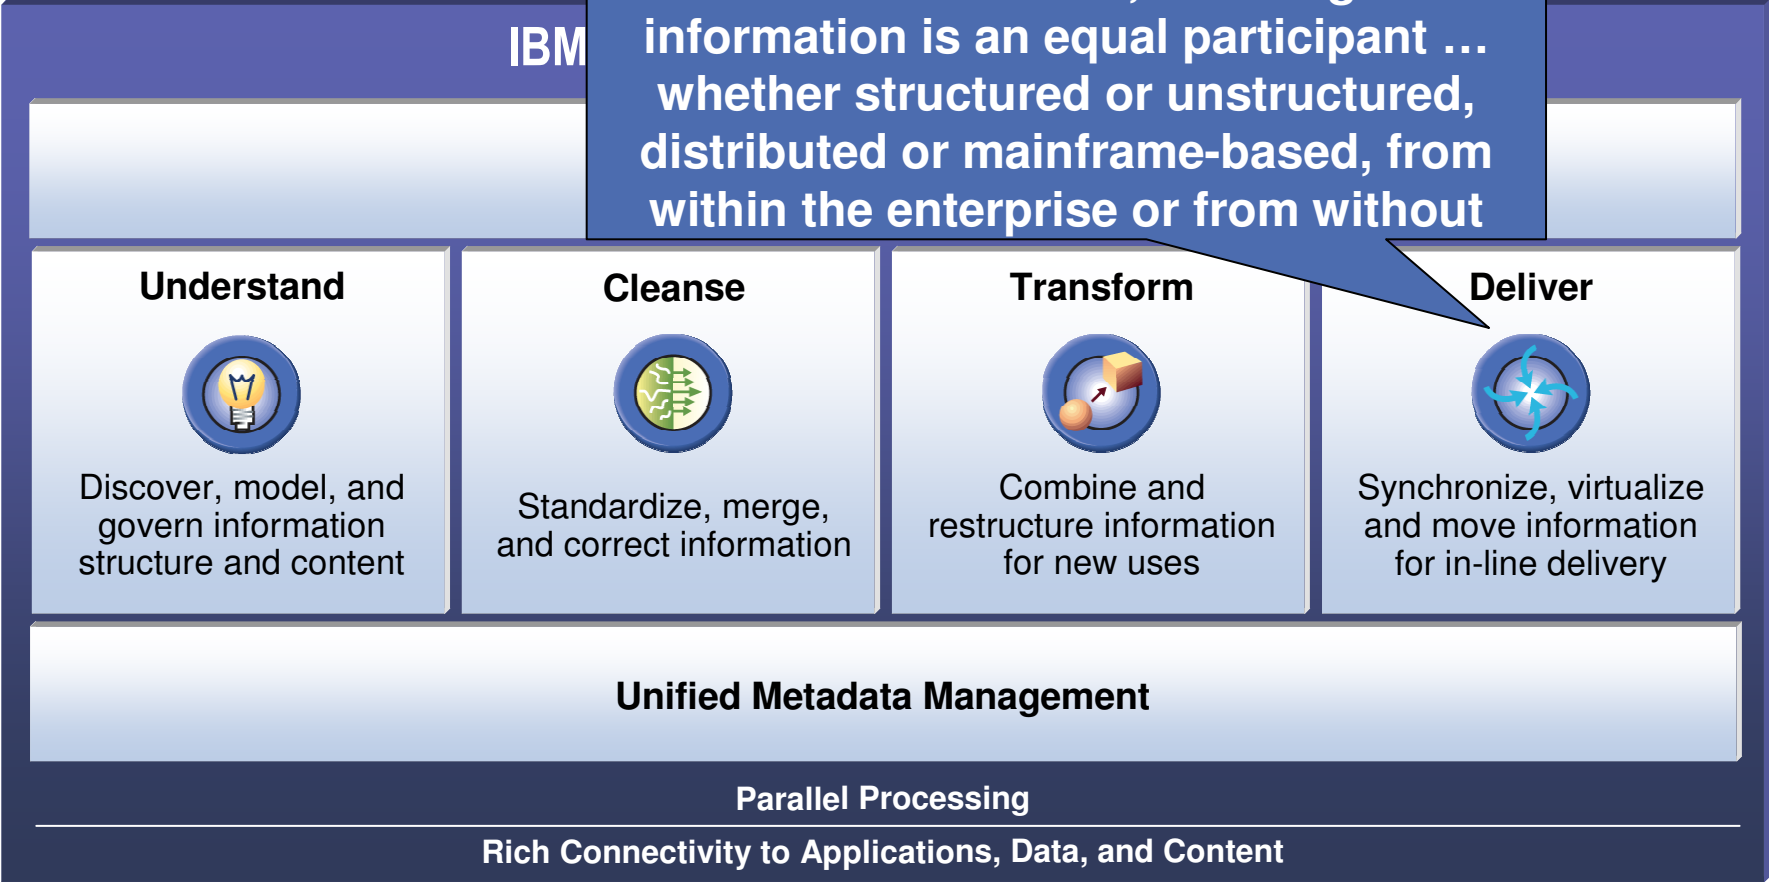 IBM
information is an equal participant …
whether structured or unstructured,
distributed or mainframe-based, from
within the enterprise or from without
Understand
Discover, model, and
govern information
structure and content
Cleanse
Standardize, merge,
and correct information
Transform
Combine and
restructure information
for new uses
Deliver
Synchronize, virtualize
and move information
for in-line delivery
Unified Metadata Management
Parallel Processing
Rich Connectivity to Applications, Data, and Content